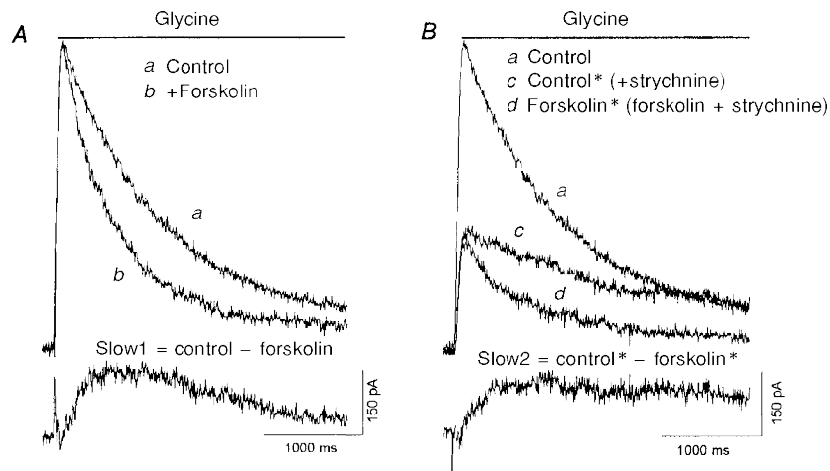 A
Glycine
a Control
b +Forskolin
a
b
Slow1 = control – forskolin
150 pA
1000 ms
B
Glycine
a Control
c Control* (+strychnine)
d Forskolin* (forskolin + strychnine)
a
c
d
Slow2 = control* – forskolin*
150 pA
1000 ms